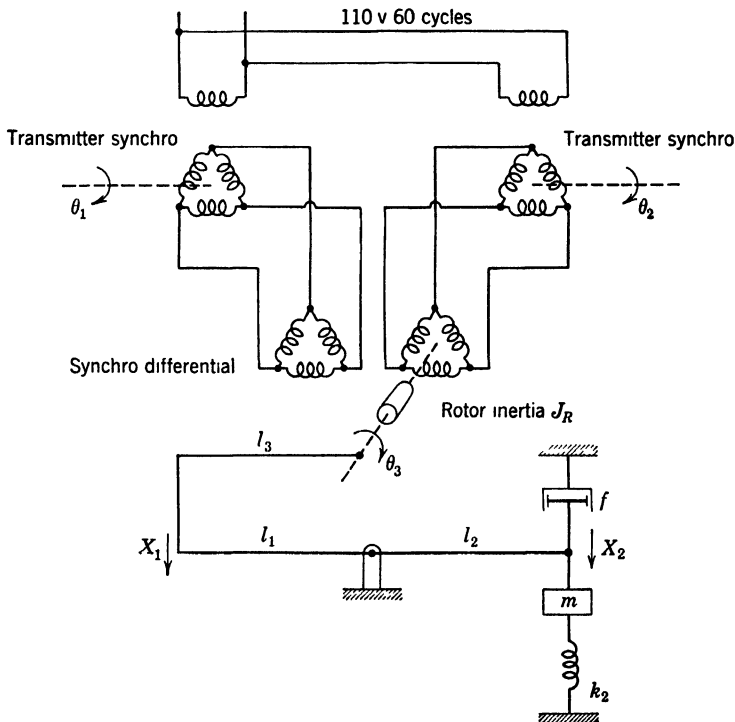 110 v 60 cycles
Transmitter synchro
Transmitter synchro
θ₁
θ₂
Synchro differential
Rotor inertia J_R
l₃
θ₃
f
X₁
l₁
l₂
X₂
m
k₂